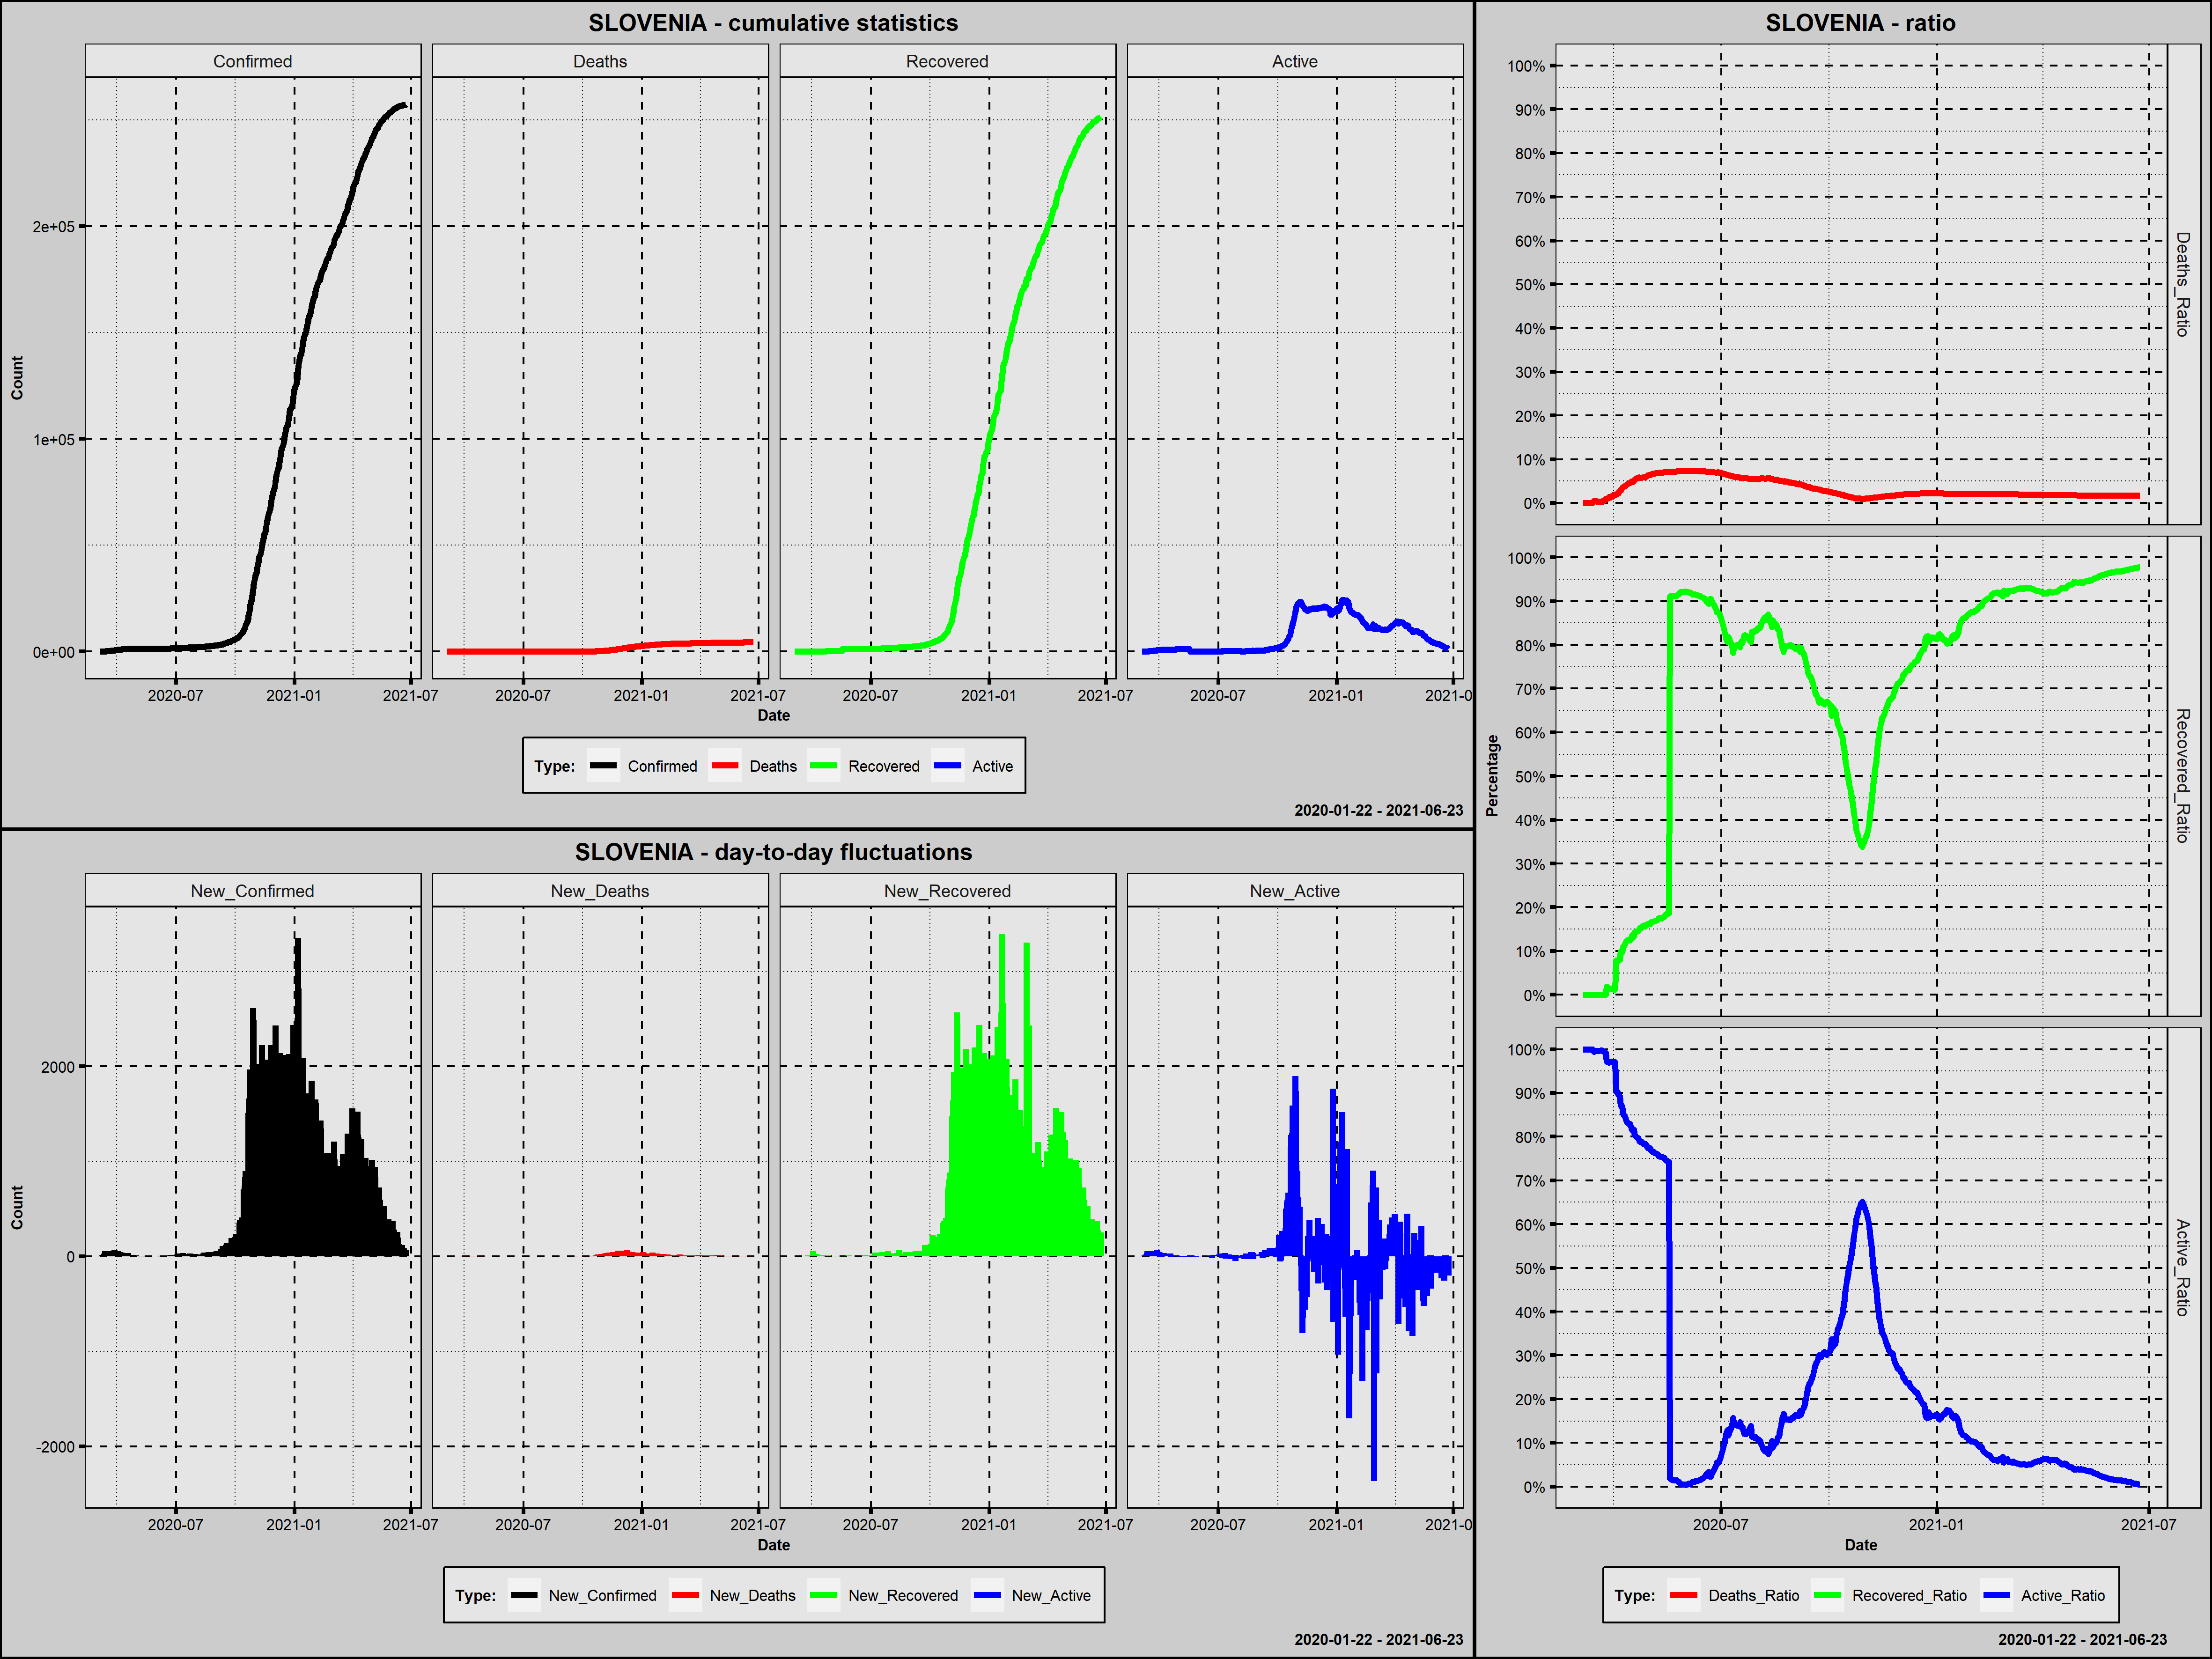 SLOVENIA - cumulative statistics
Confirmed Deaths Recovered Active
Count
2e+05
1e+05
0e+00
2020-07 2021-01 2021-07 2020-07 2021-01 2021-07 2020-07 2021-01 2021-07 2020-07 2021-01 2021-0
Date
Type: Confirmed Deaths Recovered Active
2020-01-22 - 2021-06-23
SLOVENIA - day-to-day fluctuations
New_Confirmed New_Deaths New_Recovered New_Active
Count
2000
0
-2000
2020-07 2021-01 2021-07 2020-07 2021-01 2021-07 2020-07 2021-01 2021-07 2020-07 2021-01 2021-0
Date
Type: New_Confirmed New_Deaths New_Recovered New_Active
2020-01-22 - 2021-06-23
SLOVENIA - ratio
Percentage
100%
90%
80%
70%
60%
50%
40%
30%
20%
10%
0%
Deaths_Ratio
100%
90%
80%
70%
60%
50%
40%
30%
20%
10%
0%
Recovered_Ratio
100%
90%
80%
70%
60%
50%
40%
30%
20%
10%
0%
Active_Ratio
2020-07 2021-01 2021-07
Date
Type: Deaths_Ratio Recovered_Ratio Active_Ratio
2020-01-22 - 2021-06-23